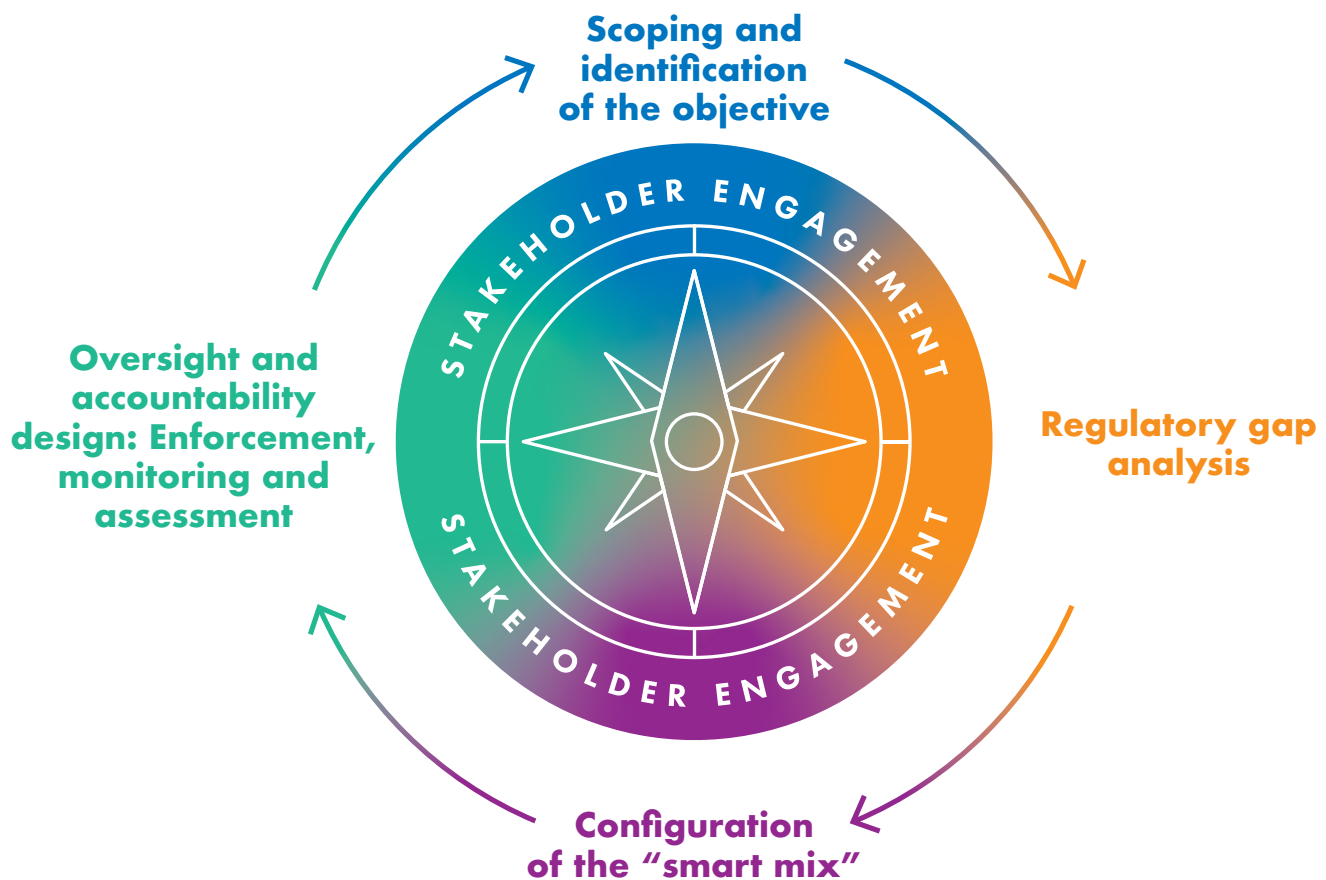 Scoping and
identification
of the objective
STAKEHOLDER ENGAGEMENT
Oversight and
accountability
design: Enforcement,
monitoring and
assessment
Regulatory gap
analysis
STAKEHOLDER ENGAGEMENT
Configuration
of the “smart mix”